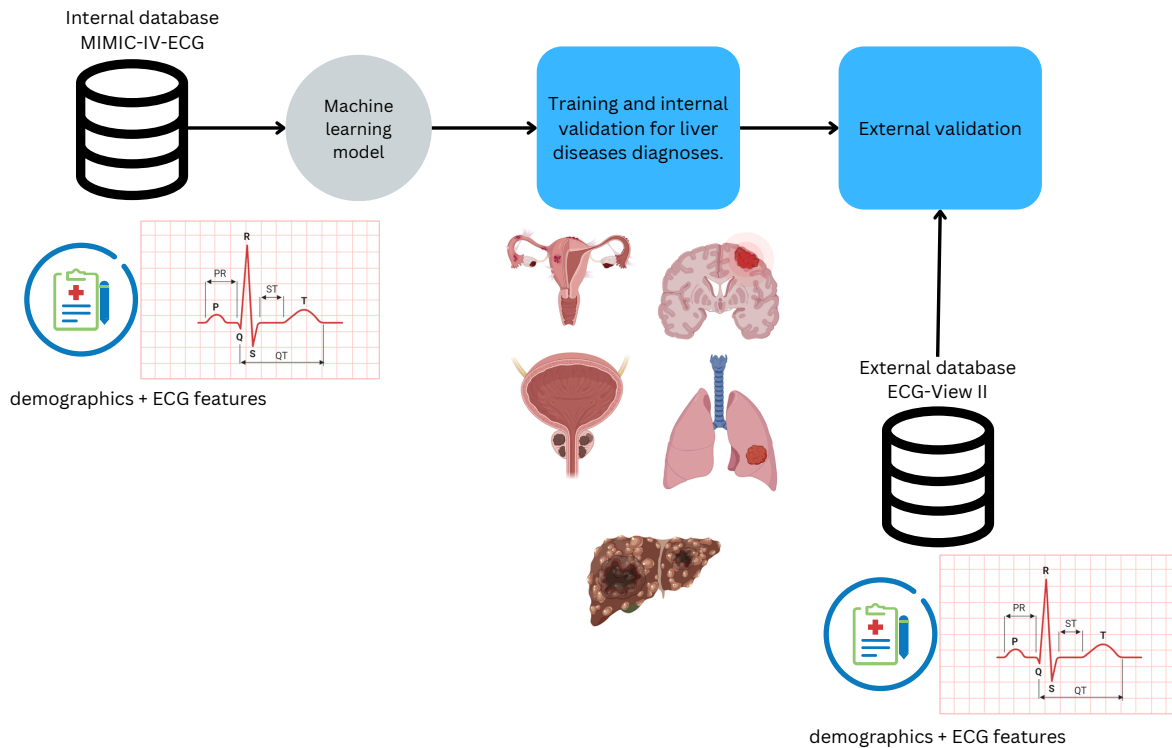 Internal database
MIMIC-IV-ECG
Machine
learning
model
Training and internal
validation for liver
diseases diagnoses.
External validation
R
PR
ST
P
T
Q
S
QT
demographics + ECG features
External database
ECG-View II
R
PR
ST
P
T
Q
S
QT
demographics + ECG features